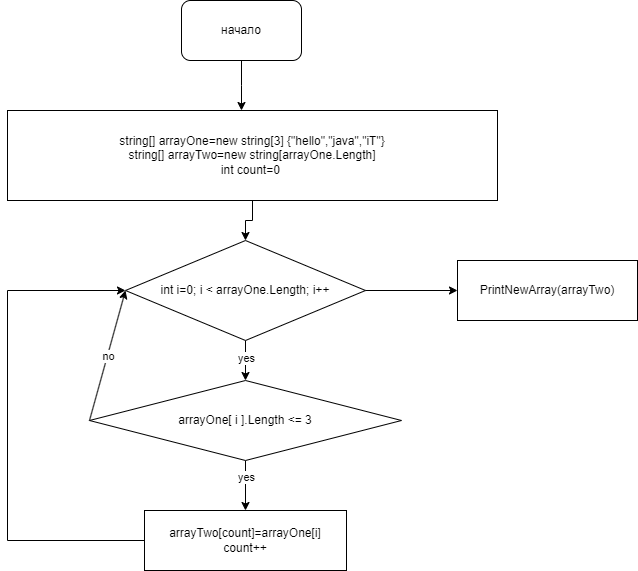 начало
string[] arrayOne=new string[3] {"hello","java","iT"}
string[] arrayTwo=new string[arrayOne.Length]
int count=0
int i=0; i < arrayOne.Length; i++
PrintNewArray(arrayTwo)
no
yes
arrayOne[ i ].Length <= 3
yes
arrayTwo[count]=arrayOne[i]
count++